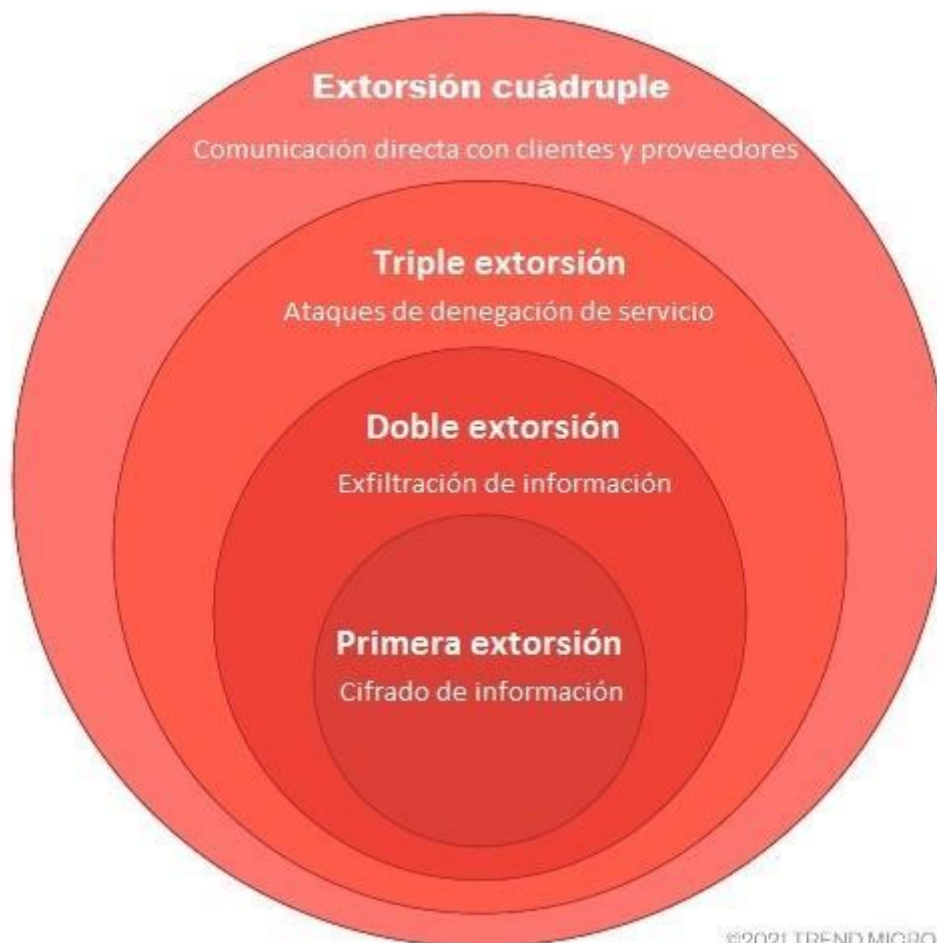 Extorsión cuádruple
Comunicación directa con clientes y proveedores
Triple extorsión
Ataques de denegación de servicio
Doble extorsión
Exfiltración de información
Primera extorsión
Cifrado de información
©2021 TREND MICRO